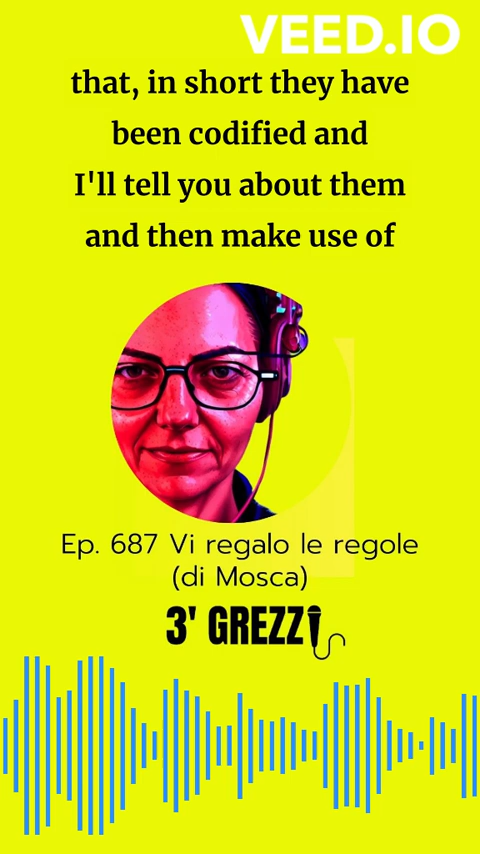 VEED.IO
that, in short they have
been codified and
I'll tell you about them
and then make use of
Ep. 687 Vi regalo le regole
(di Mosca)
3' GREZZI